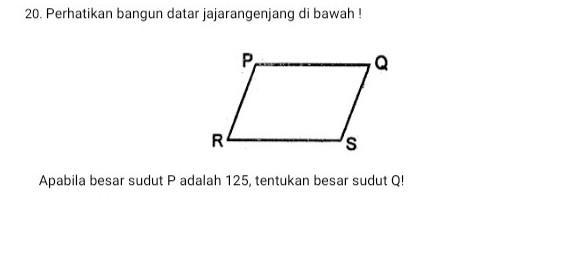 20. Perhatikan bangun datar jajarangenjang di bawah !
P
Q
R
S
Apabila besar sudut P adalah 125, tentukan besar sudut Q!